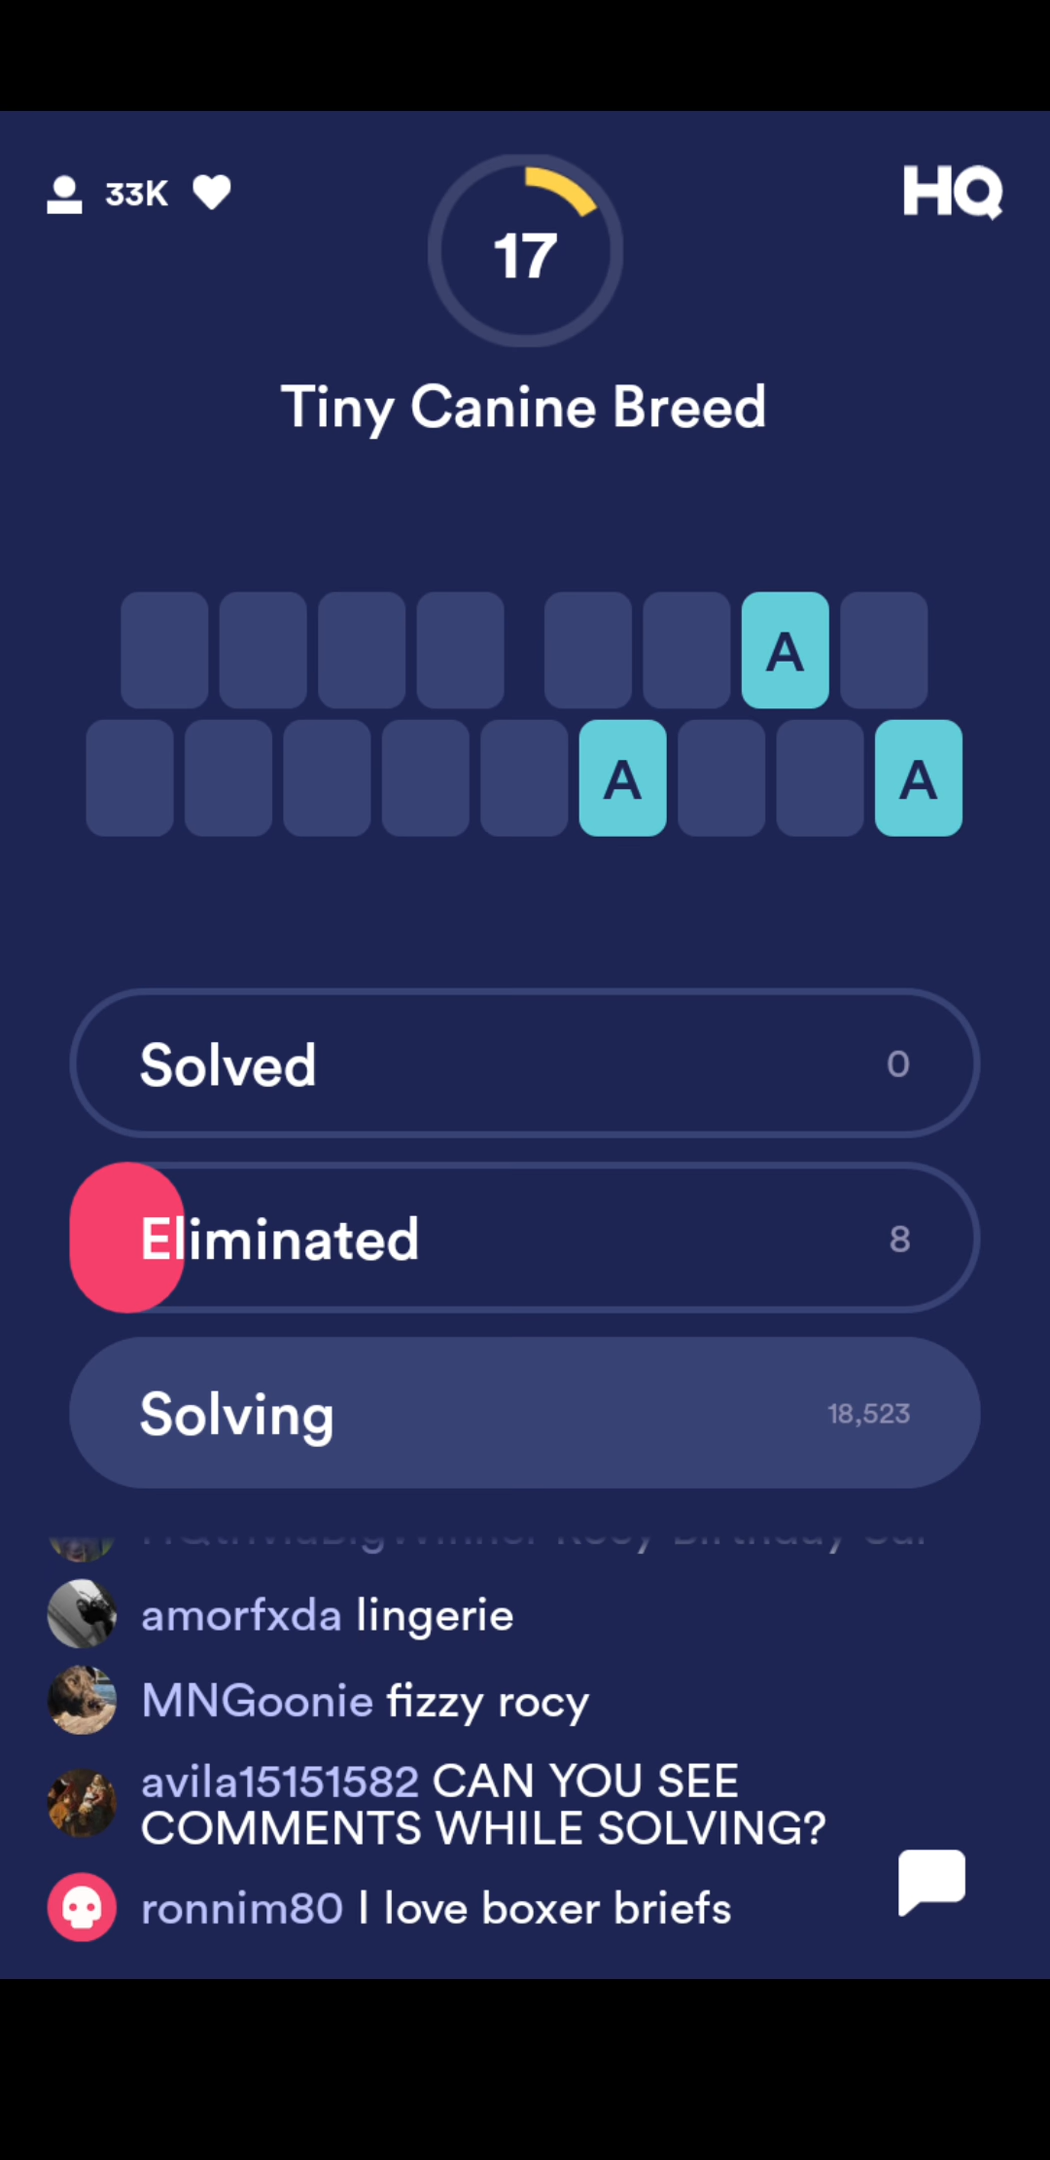 33K
HQ
17
Tiny Canine Breed
A
A A
Solved 0
Eliminated 8
Solving 18,523
amorfxda lingerie
MNGoonie fizzy rocy
avila15151582 CAN YOU SEE
COMMENTS WHILE SOLVING?
ronnim80 I love boxer briefs